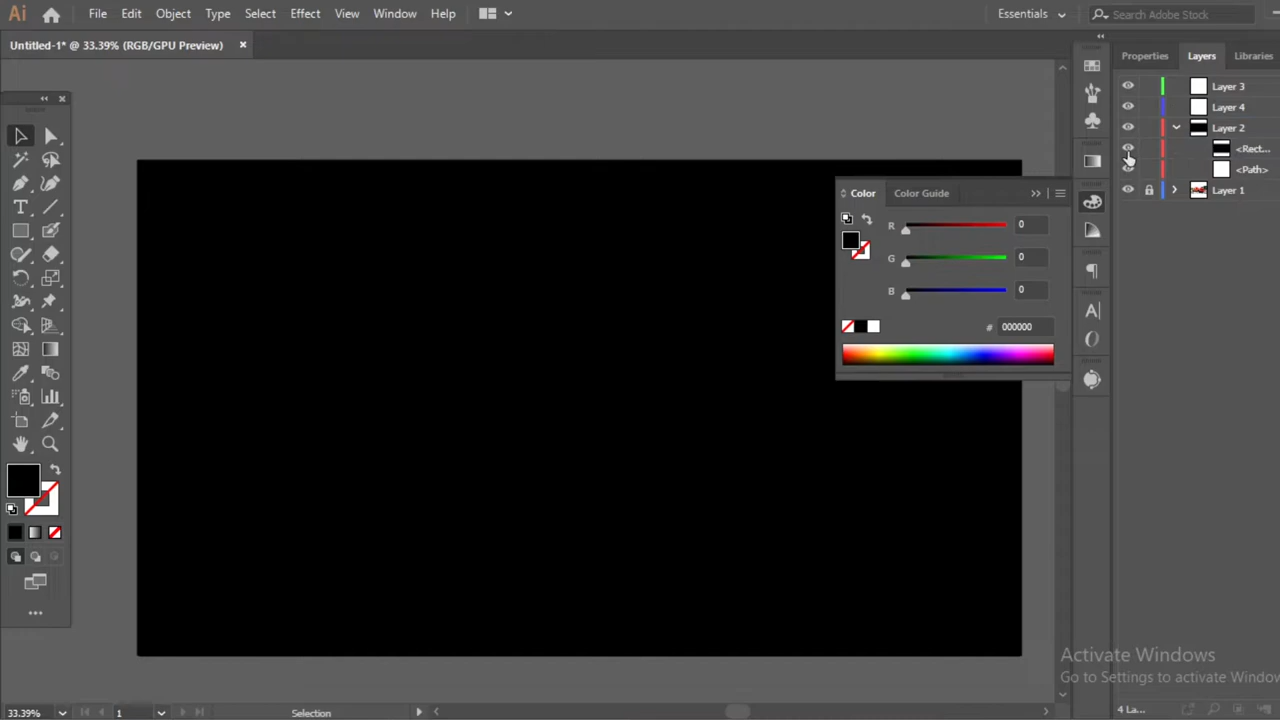 Ai File Edit Object Type Select Effect View Window Help Essentials Search Adobe Stock
Untitled-1* @ 33.39% (RGB/GPU Preview)
Properties Layers Libraries
Layer 3
Layer 4
Layer 2
<Rect...
<Path>
Layer 1
Color Color Guide
R 0
G 0
B 0
# 000000
Activate Windows
Go to Settings to activate Window
33.39% 1 Selection 4 La...